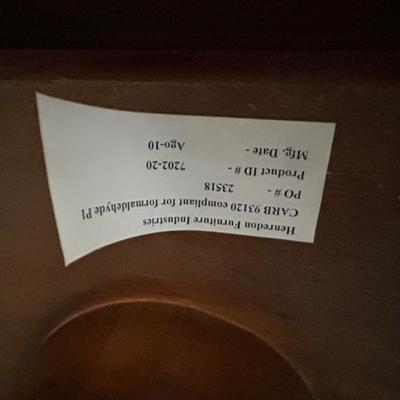 Henredon Furniture Industries
CARB 93120 compliant for formaldehyde P1
PO # - 23518
Product ID # - 7202-20
Mfg. Date - Ago-10